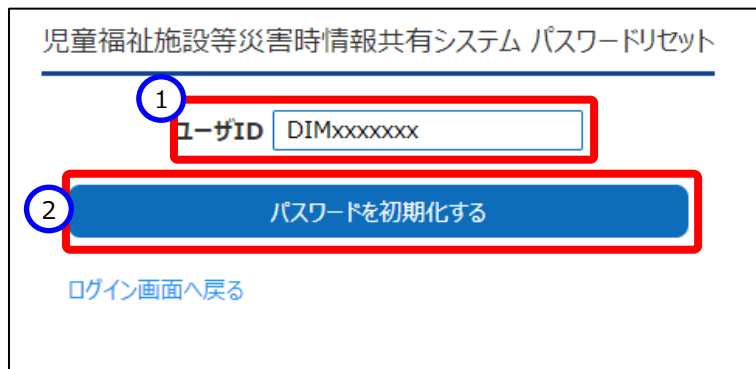 児童福祉施設等災害時情報共有システム パスワードリセット
1
ユーザID DIMxxxxxxx
2
パスワードを初期化する
ログイン画面へ戻る